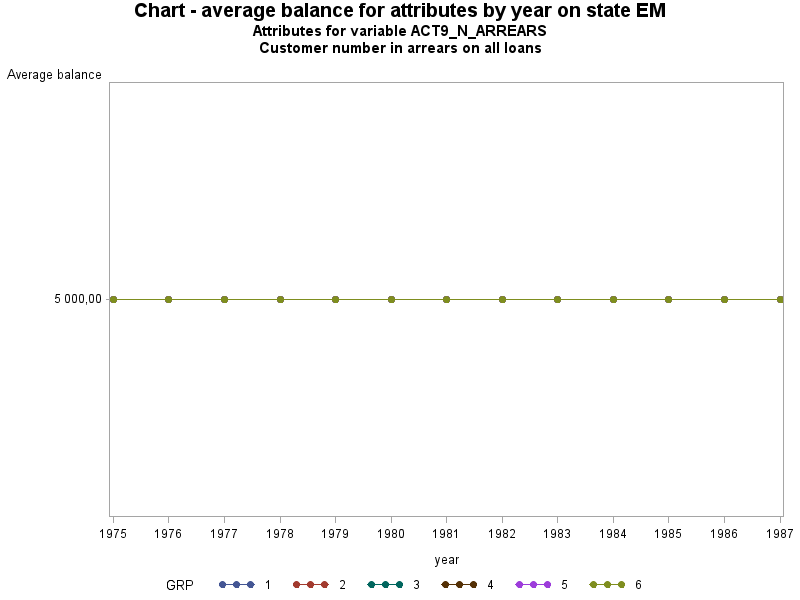 Chart - average balance for attributes by year on state EM
Attributes for variable ACT9_N_ARREARS
Customer number in arrears on all loans
Average balance
5 000,00
1975 1976 1977 1978 1979 1980 1981 1982 1983 1984 1985 1986 1987
year
GRP 1 2 3 4 5 6